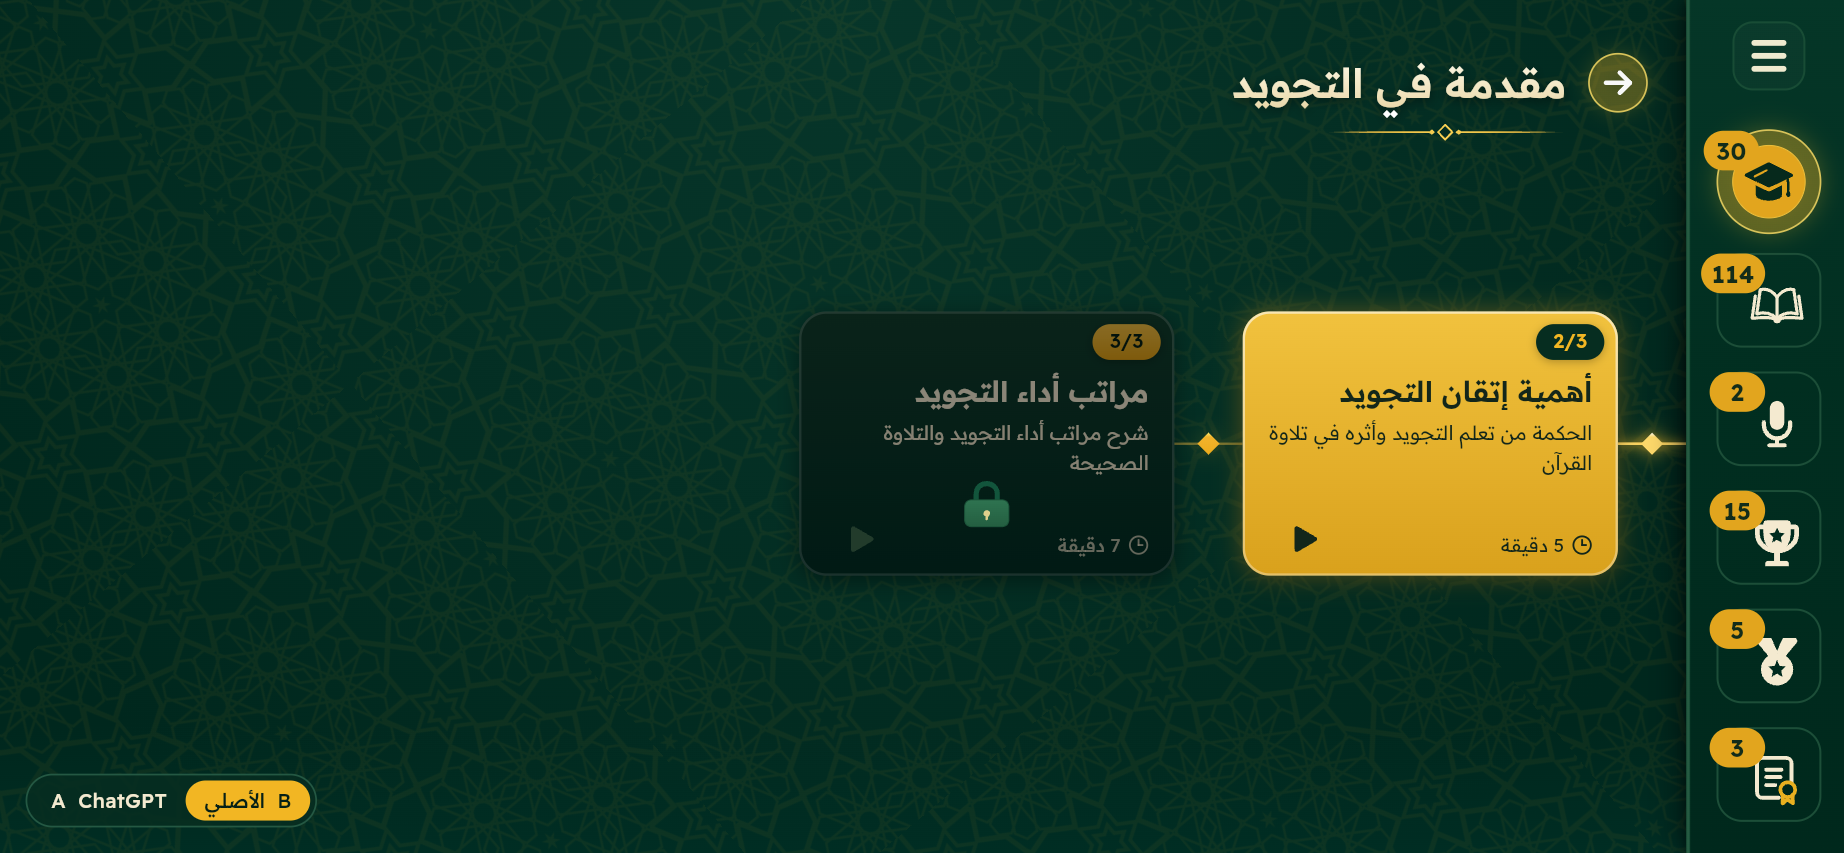 مقدمة في التجويد
30
114
2
15
5
3
2/3
أهمية إتقان التجويد
الحكمة من تعلم التجويد وأثره في تلاوة
القرآن
5 دقيقة
3/3
مراتب أداء التجويد
شرح مراتب أداء التجويد والتلاوة
الصحيحة
7 دقيقة
A ChatGPT
B الأصلي